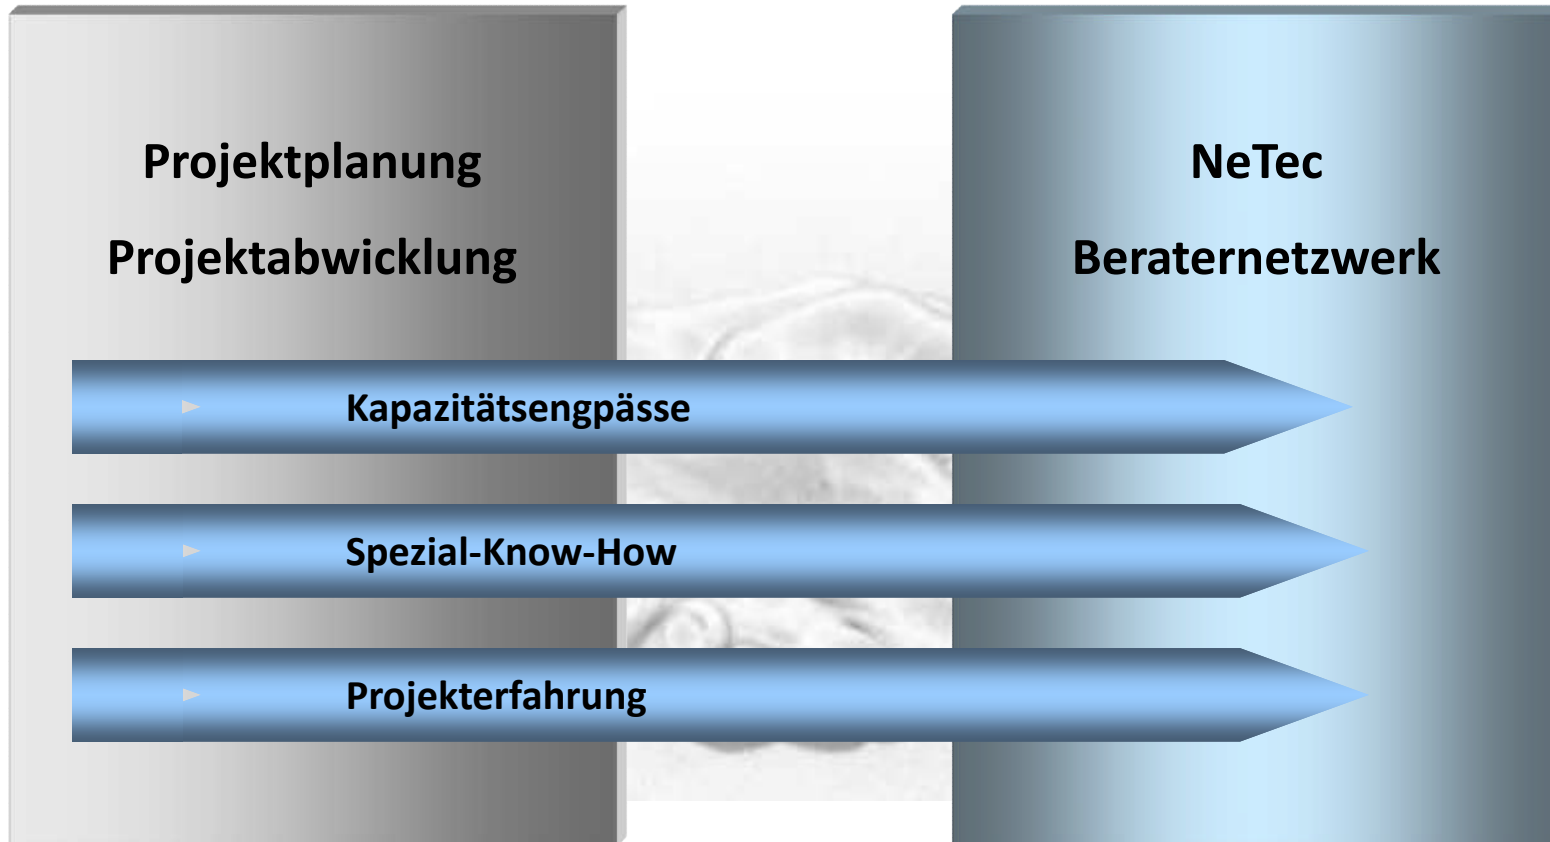 Projektplanung
Projektabwicklung
NeTec
Beraternetzwerk
Kapazitätsengpässe
Spezial-Know-How
Projekterfahrung